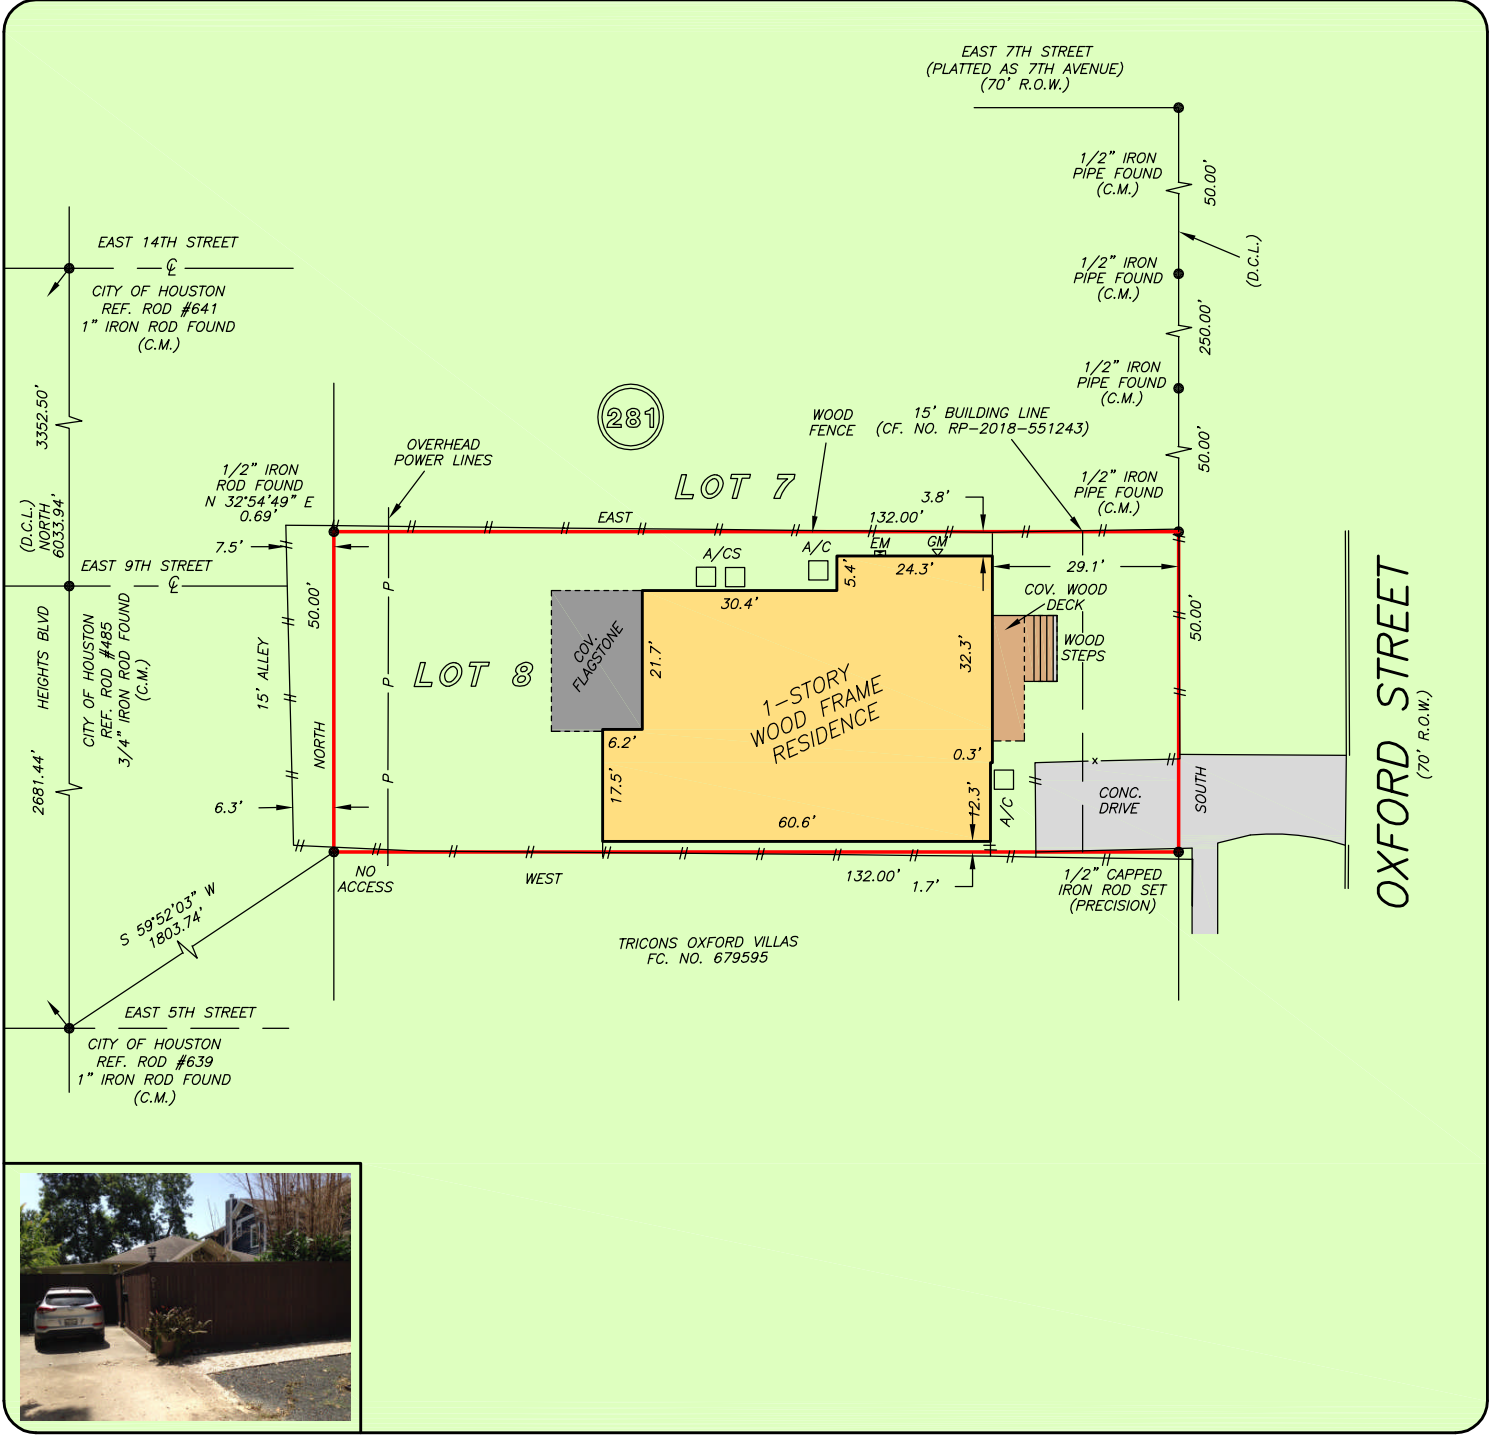 EAST 7TH STREET
(PLATTED AS 7TH AVENUE)
(70' R.O.W.)
1/2" IRON
PIPE FOUND
(C.M.)
50.00'
(D.C.L.)
1/2" IRON
PIPE FOUND
(C.M.)
250.00'
1/2" IRON
PIPE FOUND
(C.M.)
50.00'
1/2" IRON
PIPE FOUND
(C.M.)
EAST 14TH STREET
CITY OF HOUSTON
REF. ROD #641
1" IRON ROD FOUND
(C.M.)
3352.50'
(D.C.L.)
NORTH
6033.94'
EAST 9TH STREET
HEIGHTS BLVD
CITY OF HOUSTON
REF. ROD #485
3/4" IRON ROD FOUND
(C.M.)
2681.44'
281
OVERHEAD
POWER LINES
WOOD
FENCE
15' BUILDING LINE
(CF. NO. RP-2018-551243)
LOT 7
1/2" IRON
ROD FOUND
N 32°54'49" E
0.69'
7.5'
EAST
132.00'
3.8'
50.00'
15' ALLEY
NORTH
6.3'
P
P
P
LOT 8
A/CS
A/C
EM
GM
24.3'
5.4'
30.4'
29.1'
COV. WOOD
DECK
WOOD
STEPS
COV.
FLAGSTONE
21.7'
32.3'
1-STORY
WOOD FRAME
RESIDENCE
6.2'
17.5'
0.3'
12.3'
A/C
60.6'
x
CONC.
DRIVE
50.00'
SOUTH
OXFORD STREET
(70' R.O.W.)
NO
ACCESS
WEST
132.00'
1.7'
1/2" CAPPED
IRON ROD SET
(PRECISION)
S 59°52'03" W
1803.74'
TRICONS OXFORD VILLAS
FC. NO. 679595
EAST 5TH STREET
CITY OF HOUSTON
REF. ROD #639
1" IRON ROD FOUND
(C.M.)